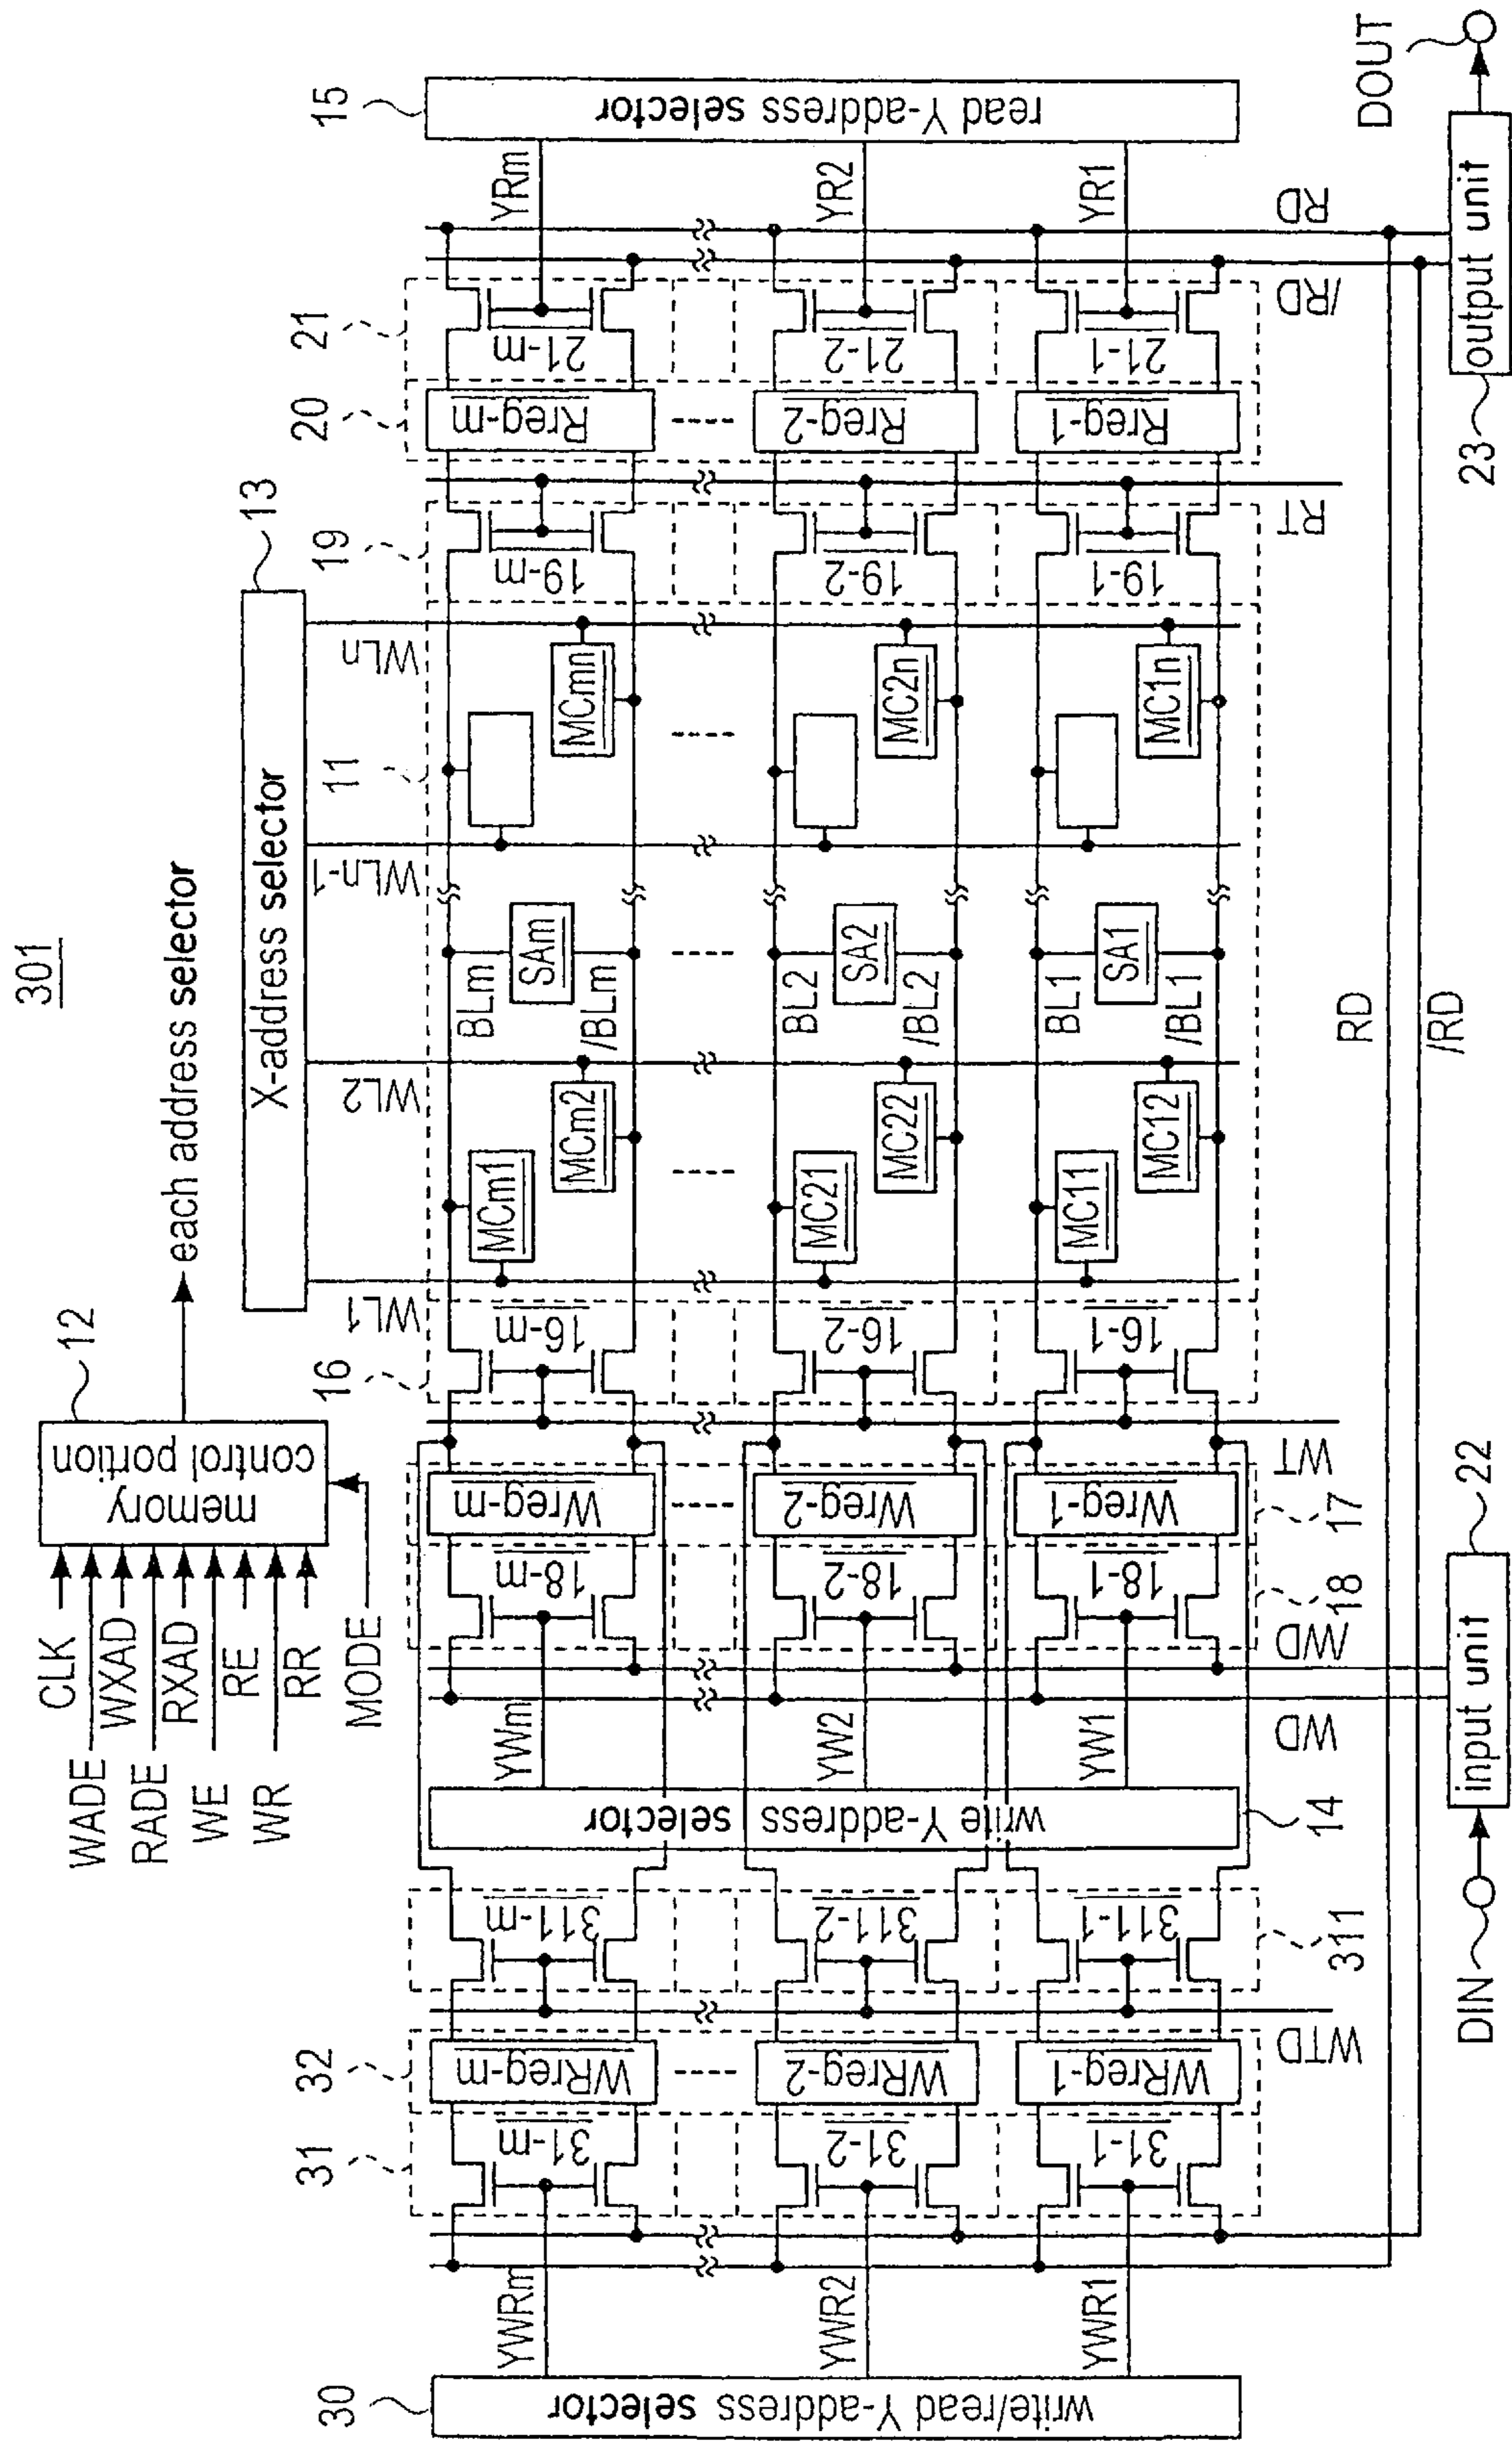 301
CLK
WADE
WXAD
RADE
RXAD
WE
RE
WR
RR
MODE
memory
control portion
12
each address selector
X-address selector
13
30
write/read Y-address selector
YWRm
YWR2
YWR1
31
31-m
31-2
31-1
32
WRreg-m
WRreg-2
WRreg-1
WTD
311-m
311-2
311-1
311
write Y-address selector
14
YWm
YW2
YW1
WD
/WD
18-m
18-2
18-1
18
Wreg-m
Wreg-2
Wreg-1
17
WT
16
16-m
16-2
16-1
WL1
WL2
WLn-1
WLn
11
MCm1
MCm2
BLm
SAm
/BLm
MCmn
MC21
MC22
BL2
SA2
/BL2
MC2n
MC11
MC12
BL1
SA1
/BL1
MC1n
19
19-m
19-2
19-1
RT
20
Rreg-m
Rreg-2
Rreg-1
21
21-m
21-2
21-1
/RD
RD
YRm
YR2
YR1
15
read Y-address selector
RD
/RD
DIN
input unit
22
23
output unit
DOUT